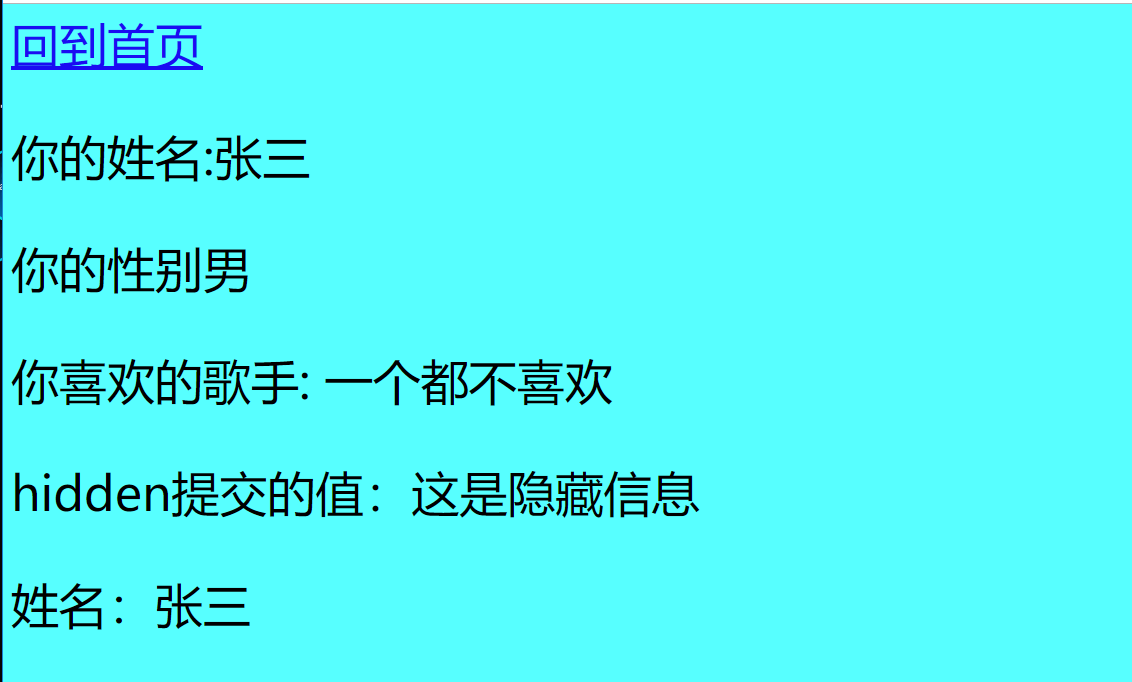 回到首页
你的姓名:张三
你的性别男
你喜欢的歌手: 一个都不喜欢
hidden提交的值：这是隐藏信息
姓名：张三